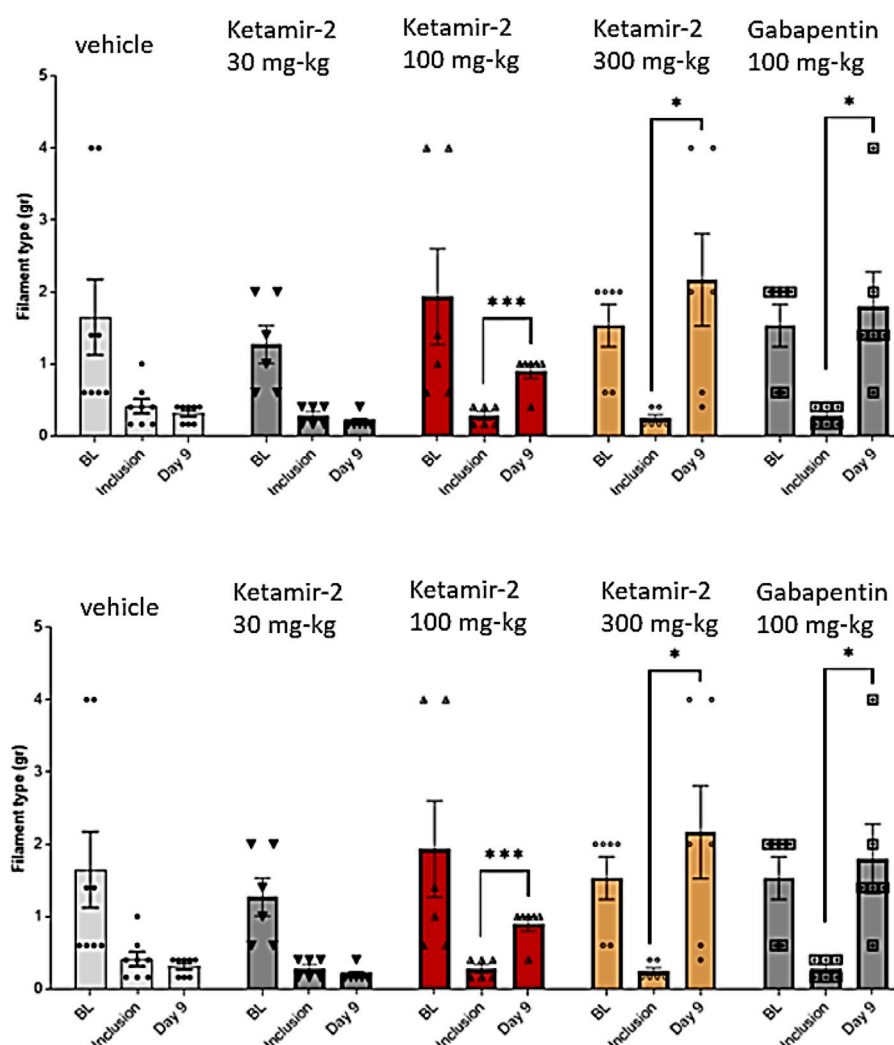 vehicle
Ketamir-2
30 mg-kg
Ketamir-2
100 mg-kg
Ketamir-2
300 mg-kg
Gabapentin
100 mg-kg
Filament type (gr)
5
4
3
2
1
0
***
*
*
BL
Inclusion
Day 9
BL
Inclusion
Day 9
BL
Inclusion
Day 9
BL
Inclusion
Day 9
BL
Inclusion
Day 9
vehicle
Ketamir-2
30 mg-kg
Ketamir-2
100 mg-kg
Ketamir-2
300 mg-kg
Gabapentin
100 mg-kg
Filament type (gr)
5
4
3
2
1
0
***
*
*
BL
Inclusion
Day 9
BL
Inclusion
Day 9
BL
Inclusion
Day 9
BL
Inclusion
Day 9
BL
Inclusion
Day 9